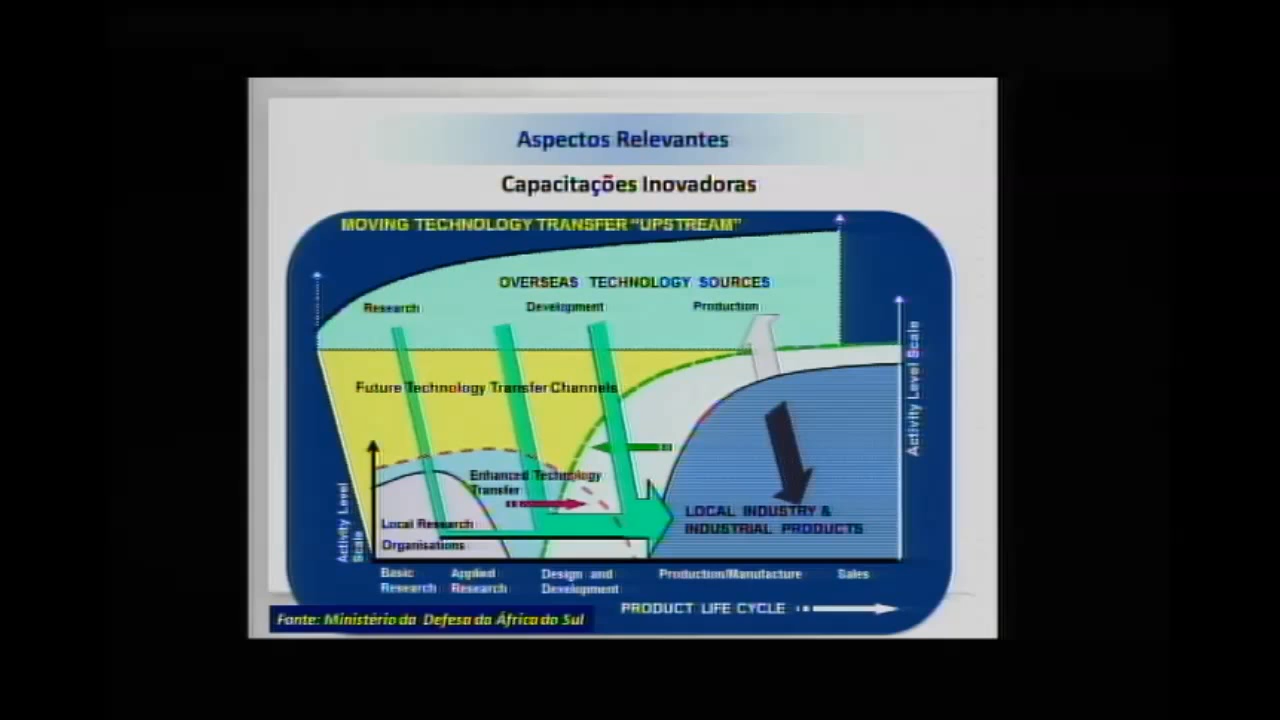 Aspectos Relevantes
Capacitações Inovadoras
MOVING TECHNOLOGY TRANSFER "UPSTREAM"
OVERSEAS TECHNOLOGY SOURCES
Research
Development
Production
Future Technology Transfer Channels
Activity Level Scale
Enhanced Technology
Transfer
Local Research
Organisations
LOCAL INDUSTRY &
INDUSTRIAL PRODUCTS
Activity Level
Scale
Basic
Research
Applied
Research
Design and
Development
Production/Manufacture
Sales
PRODUCT LIFE CYCLE
Fonte: Ministério da Defesa da África do Sul